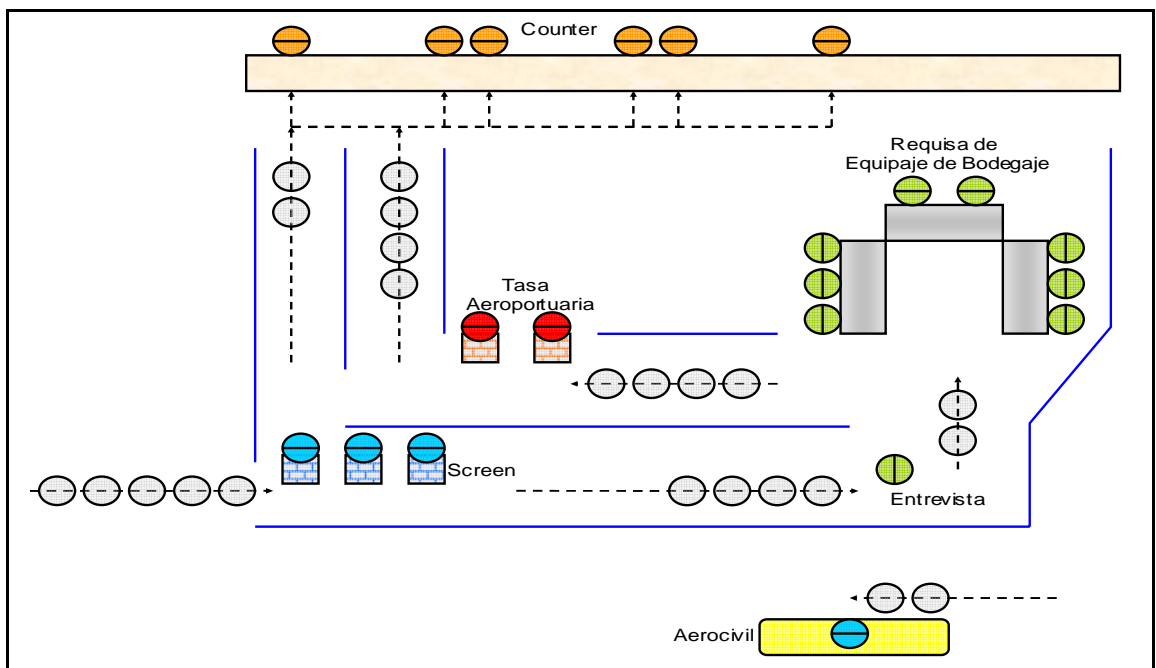 Counter
Requisa de
Equipaje de Bodegaje
Tasa
Aeroportuaria
Screen
Entrevista
Aerocivil